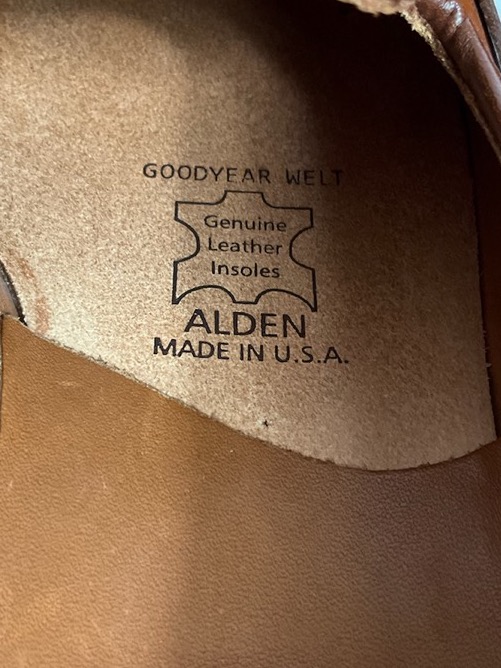 GOODYEAR WELT
Genuine
Leather
Insoles
ALDEN
MADE IN U.S.A.